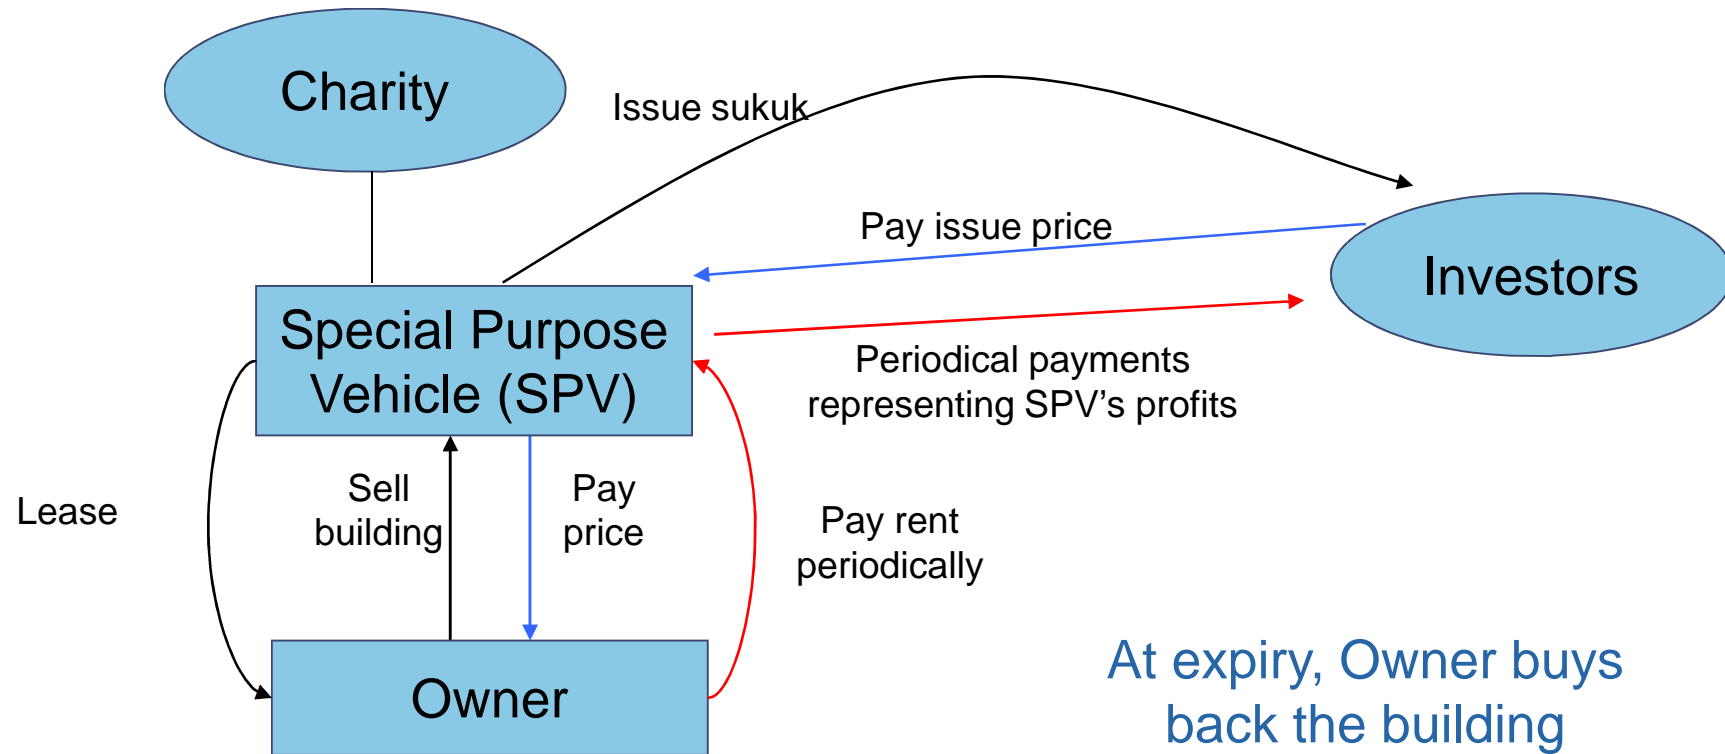 Charity
Issue sukuk
Pay issue price
Investors
Special Purpose
Vehicle (SPV)
Periodical payments
representing SPV’s profits
Lease
Sell
building
Pay
price
Pay rent
periodically
Owner
At expiry, Owner buys
back the building